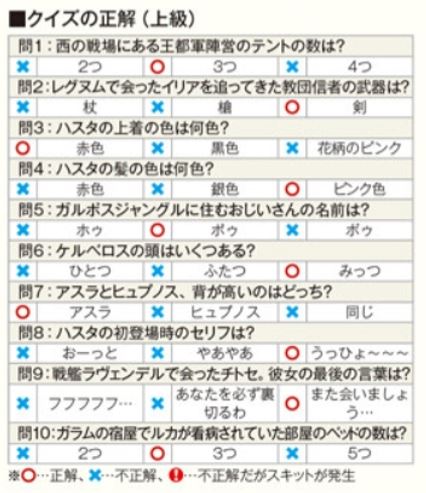 ■クイズの正解（上級）
問1：西の戦場にある王都軍陣営のテントの数は?
✖ 2つ ○ 3つ ✖ 4つ
問2：レグヌムで会ったイリアを追ってきた教団信者の武器は?
✖ 杖 ✖ 槍 ○ 剣
問3：ハスタの上着の色は何色?
○ 赤色 ✖ 黒色 ✖ 花柄のピンク
問4：ハスタの髪の色は何色?
✖ 赤色 ✖ 銀色 ○ ピンク色
問5：ガルポスジャングルに住むおじいさんの名前は?
✖ ホゥ ○ ポゥ ✖ ボゥ
問6：ケルベロスの頭はいくつある?
✖ ひとつ ✖ ふたつ ○ みっつ
問7：アスラとヒュプノス、背が高いのはどっち?
○ アスラ ✖ ヒュプノス ✖ 同じ
問8：ハスタの初登場時のセリフは?
✖ おーっと ✖ やあやあ ○ うっひょ～～～
問9：戦艦ラヴェンデルで会ったチトセ。彼女の最後の言葉は?
✖ フフフフフ… ✖ あなたを必ず裏切るわ ○ また会いましょう…
問10：ガラムの宿屋でルカが看病されていた部屋のベッドの数は?
✖ 2つ ○ 3つ ✖ 5つ
※○…正解、✖…不正解、！…不正解だがスキットが発生